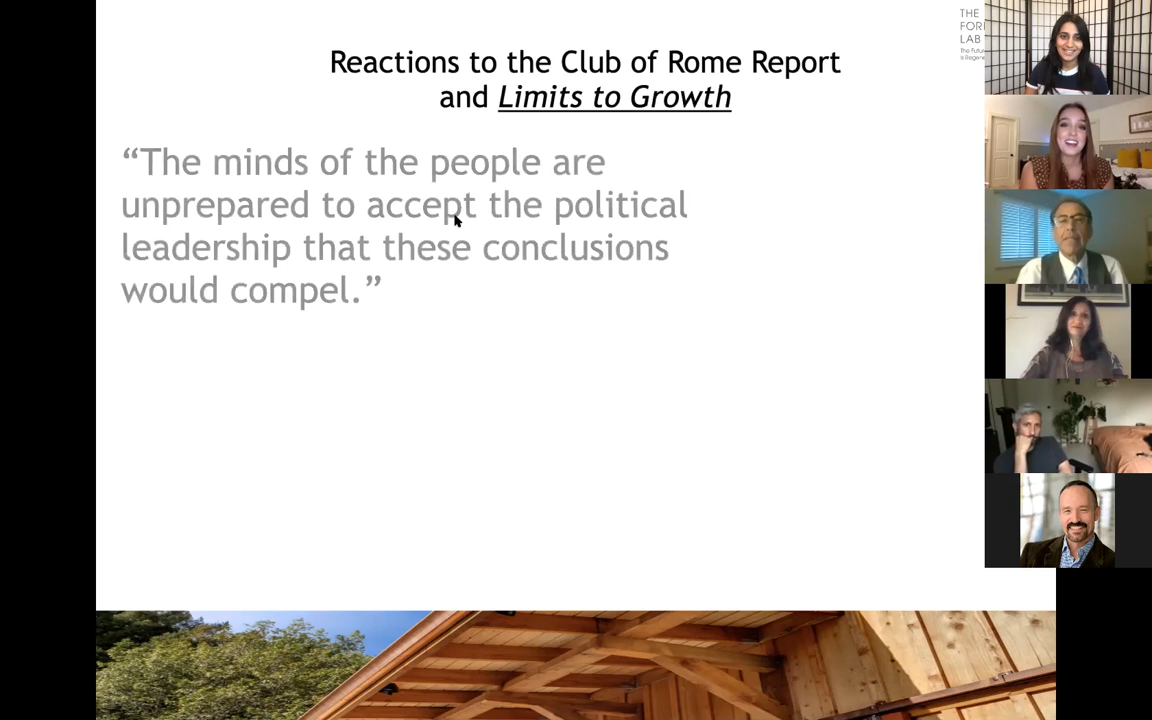 Reactions to the Club of Rome Report
and Limits to Growth
THE
LAB
“The minds of the people are
unprepared to accept the political
leadership that these conclusions
would compel.”